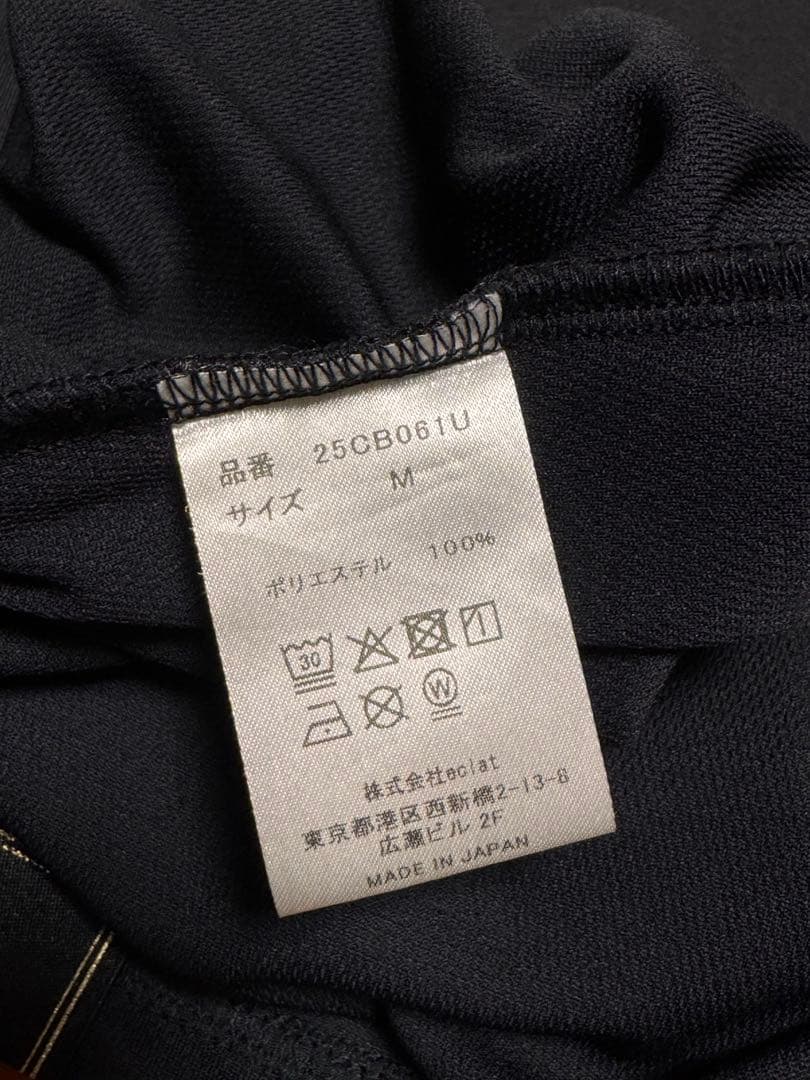 品番 25CB061U
サイズ M
ポリエステル 100%
30
W
株式会社eclat
東京都港区西新橋2-13-8
広瀬ビル 2F
MADE IN JAPAN